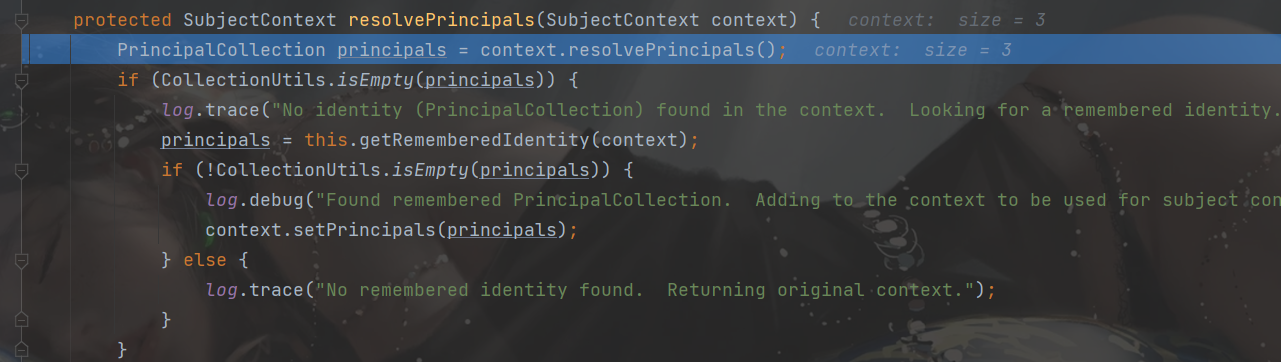 protected SubjectContext resolvePrincipals(SubjectContext context) {   context:  size = 3
PrincipalCollection principals = context.resolvePrincipals();   context:  size = 3
if (CollectionUtils.isEmpty(principals)) {
log.trace("No identity (PrincipalCollection) found in the context.  Looking for a remembered identity.
principals = this.getRememberedIdentity(context);
if (!CollectionUtils.isEmpty(principals)) {
log.debug("Found remembered PrincipalCollection.  Adding to the context to be used for subject con
context.setPrincipals(principals);
} else {
log.trace("No remembered identity found.  Returning original context.");
}
}